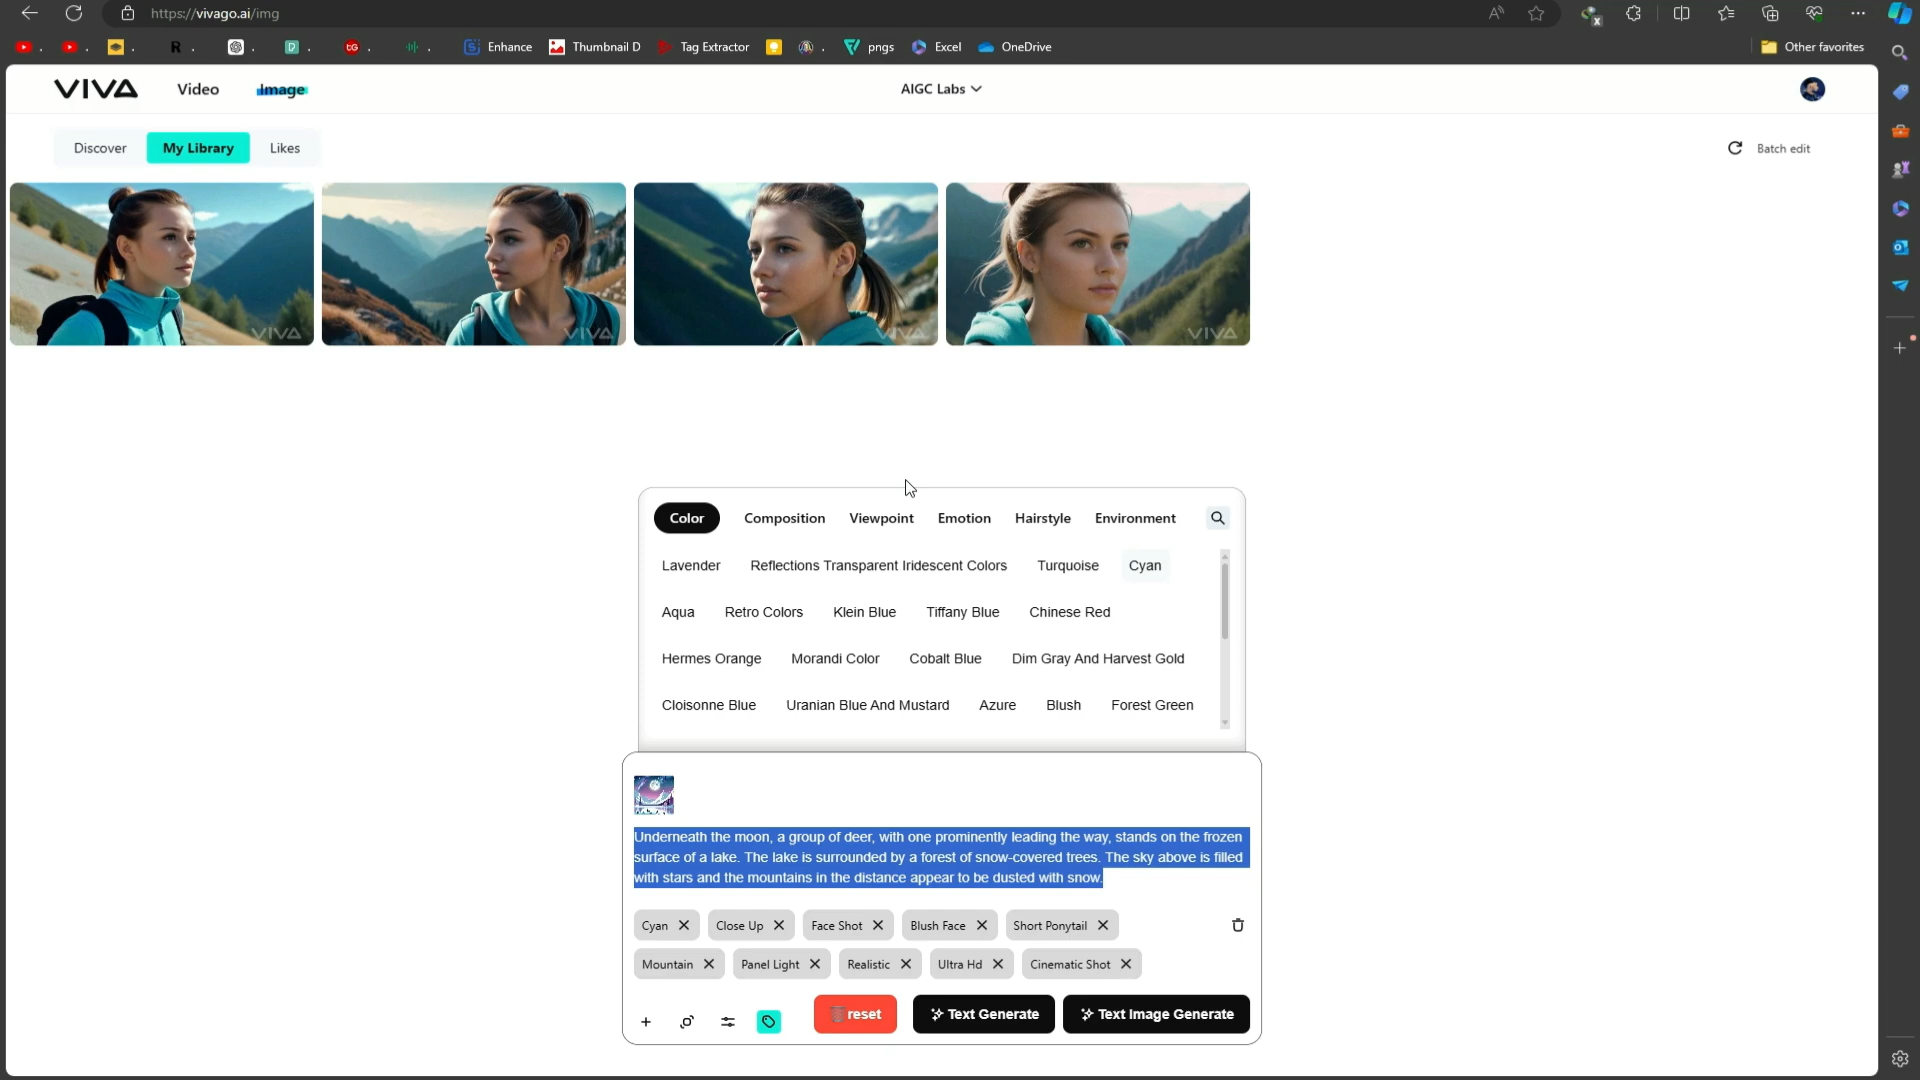 https://vivago.ai/img
Enhance
Thumbnail D
Tag Extractor
pngs
Excel
OneDrive
Other favorites
VIVA
Video
Image
AIGC Labs
Discover
My Library
Likes
Batch edit
VIVA
VIVA
VIVA
VIVA
Color
Composition
Viewpoint
Emotion
Hairstyle
Environment
Lavender
Reflections Transparent Iridescent Colors
Turquoise
Cyan
Aqua
Retro Colors
Klein Blue
Tiffany Blue
Chinese Red
Hermes Orange
Morandi Color
Cobalt Blue
Dim Gray And Harvest Gold
Cloisonne Blue
Uranian Blue And Mustard
Azure
Blush
Forest Green
Underneath the moon, a group of deer, with one prominently leading the way, stands on the frozen
surface of a lake. The lake is surrounded by a forest of snow-covered trees. The sky above is filled
with stars and the mountains in the distance appear to be dusted with snow.
Cyan
Close Up
Face Shot
Blush Face
Short Ponytail
Mountain
Panel Light
Realistic
Ultra Hd
Cinematic Shot
reset
Text Generate
Text Image Generate